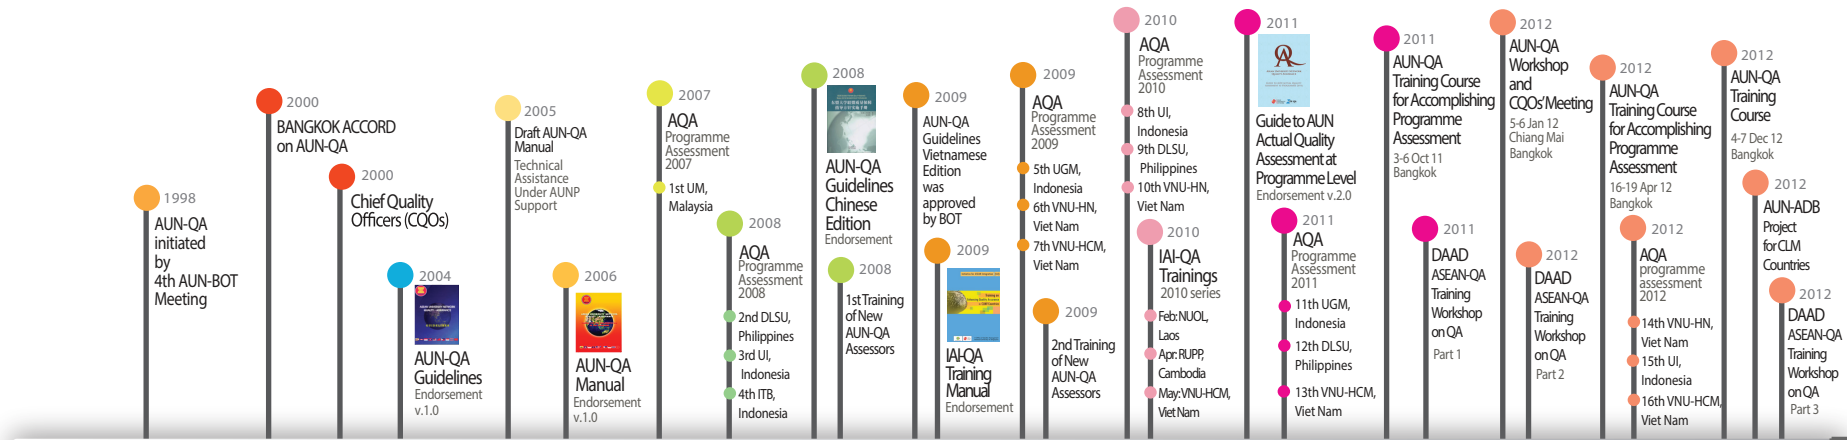 1998
AUN-QA
initiated
by
4th AUN-BOT
Meeting
2000
BANGKOK ACCORD
on AUN-QA
2000
Chief Quality
Officers (CQOs)
2004
AUN-QA
Guidelines
Endorsement
v.1.0
2005
Draft AUN-QA
Manual
Technical
Assistance
Under AUNP
Support
2006
AUN-QA
Manual
Endorsement
v.1.0
2007
AQA
Programme
Assessment
2007
1st UM,
Malaysia
2008
AQA
Programme
Assessment
2008
2nd DLSU,
Philippines
3rd UI,
Indonesia
4th ITB,
Indonesia
2008
AUN-QA
Guidelines
Chinese
Edition
Endorsement
2008
1st Training
of New
AUN-QA
Assessors
2009
AUN-QA
Guidelines
Vietnamese
Edition
was
approved
by BOT
2009
IAI-QA
Training
Manual
Endorsement
2009
AQA
Programme
Assessment
2009
5th UGM,
Indonesia
6th VNU-HN,
Viet Nam
7th VNU-HCM,
Viet Nam
2009
2nd Training
of New
AUN-QA
Assessors
2010
AQA
Programme
Assessment
2010
8th UI,
Indonesia
9th DLSU,
Philippines
10th VNU-HN,
Viet Nam
2010
IAI-QA
Trainings
2010 series
Feb: NUOL,
Laos
Apr: RUPP,
Cambodia
May: VNU-HCM,
Viet Nam
2011
Guide to AUN
Actual Quality
Assessment at
Programme Level
Endorsement v.2.0
2011
AQA
Programme
Assessment
2011
11th UGM,
Indonesia
12th DLSU,
Philippines
13th VNU-HCM,
Viet Nam
2011
AUN-QA
Training Course
for Accomplishing
Programme
Assessment
3-6 Oct 11
Bangkok
2011
DAAD
ASEAN-QA
Training
Workshop
on QA
Part 1
2012
AUN-QA
Workshop
and
CQOs'Meeting
5-6 Jan 12
Chiang Mai
Bangkok
2012
DAAD
ASEAN-QA
Training
Workshop
on QA
Part 2
2012
AUN-QA
Training Course
for Accomplishing
Programme
Assessment
16-19 Apr 12
Bangkok
2012
AQA
programme
assessment
2012
14th VNU-HN,
Viet Nam
15th UI,
Indonesia
16th VNU-HCM,
Viet Nam
2012
AUN-QA
Training
Course
4-7 Dec 12
Bangkok
2012
AUN-ADB
Project
for CLM
Countries
2012
DAAD
ASEAN-QA
Training
Workshop
on QA
Part 3